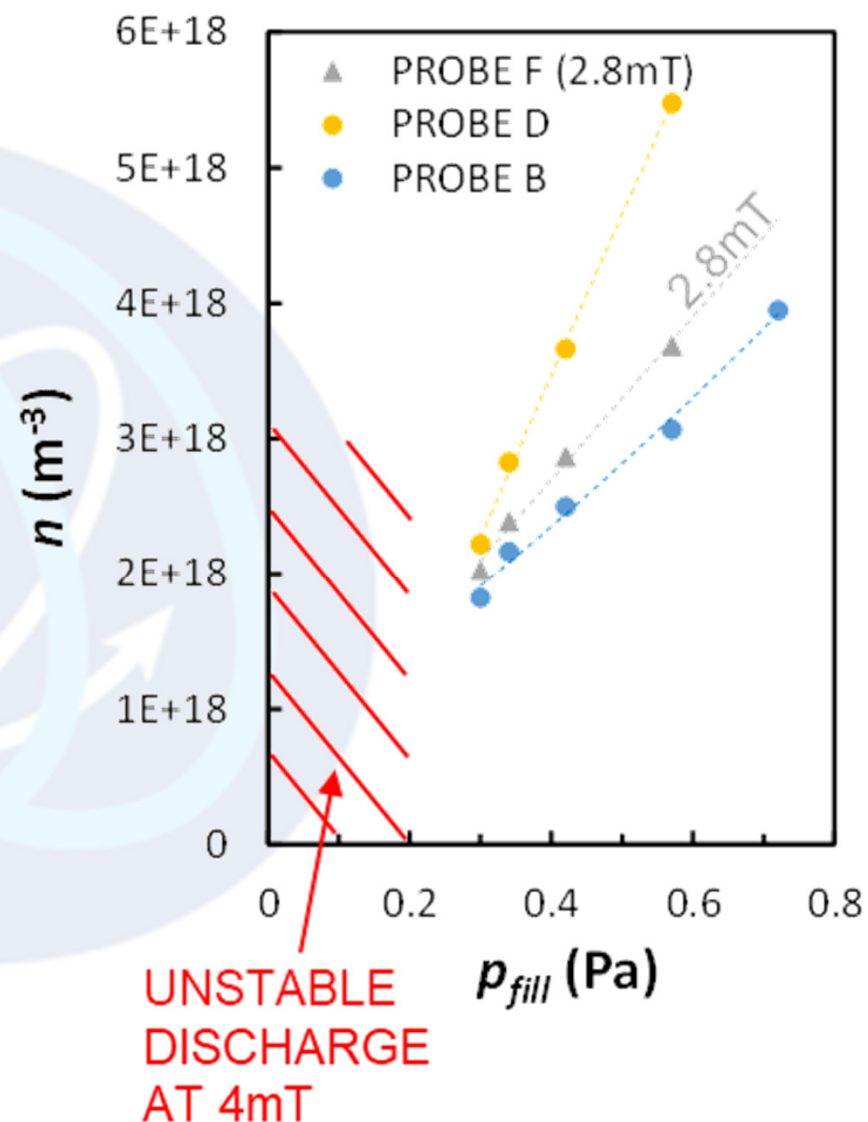 6E+18
PROBE F (2.8mT)
PROBE D
PROBE B
5E+18
4E+18
3E+18
2E+18
1E+18
0
n (m⁻³)
2.8mT
0 0.2 0.4 0.6 0.8
p_fill (Pa)
UNSTABLE
DISCHARGE
AT 4mT